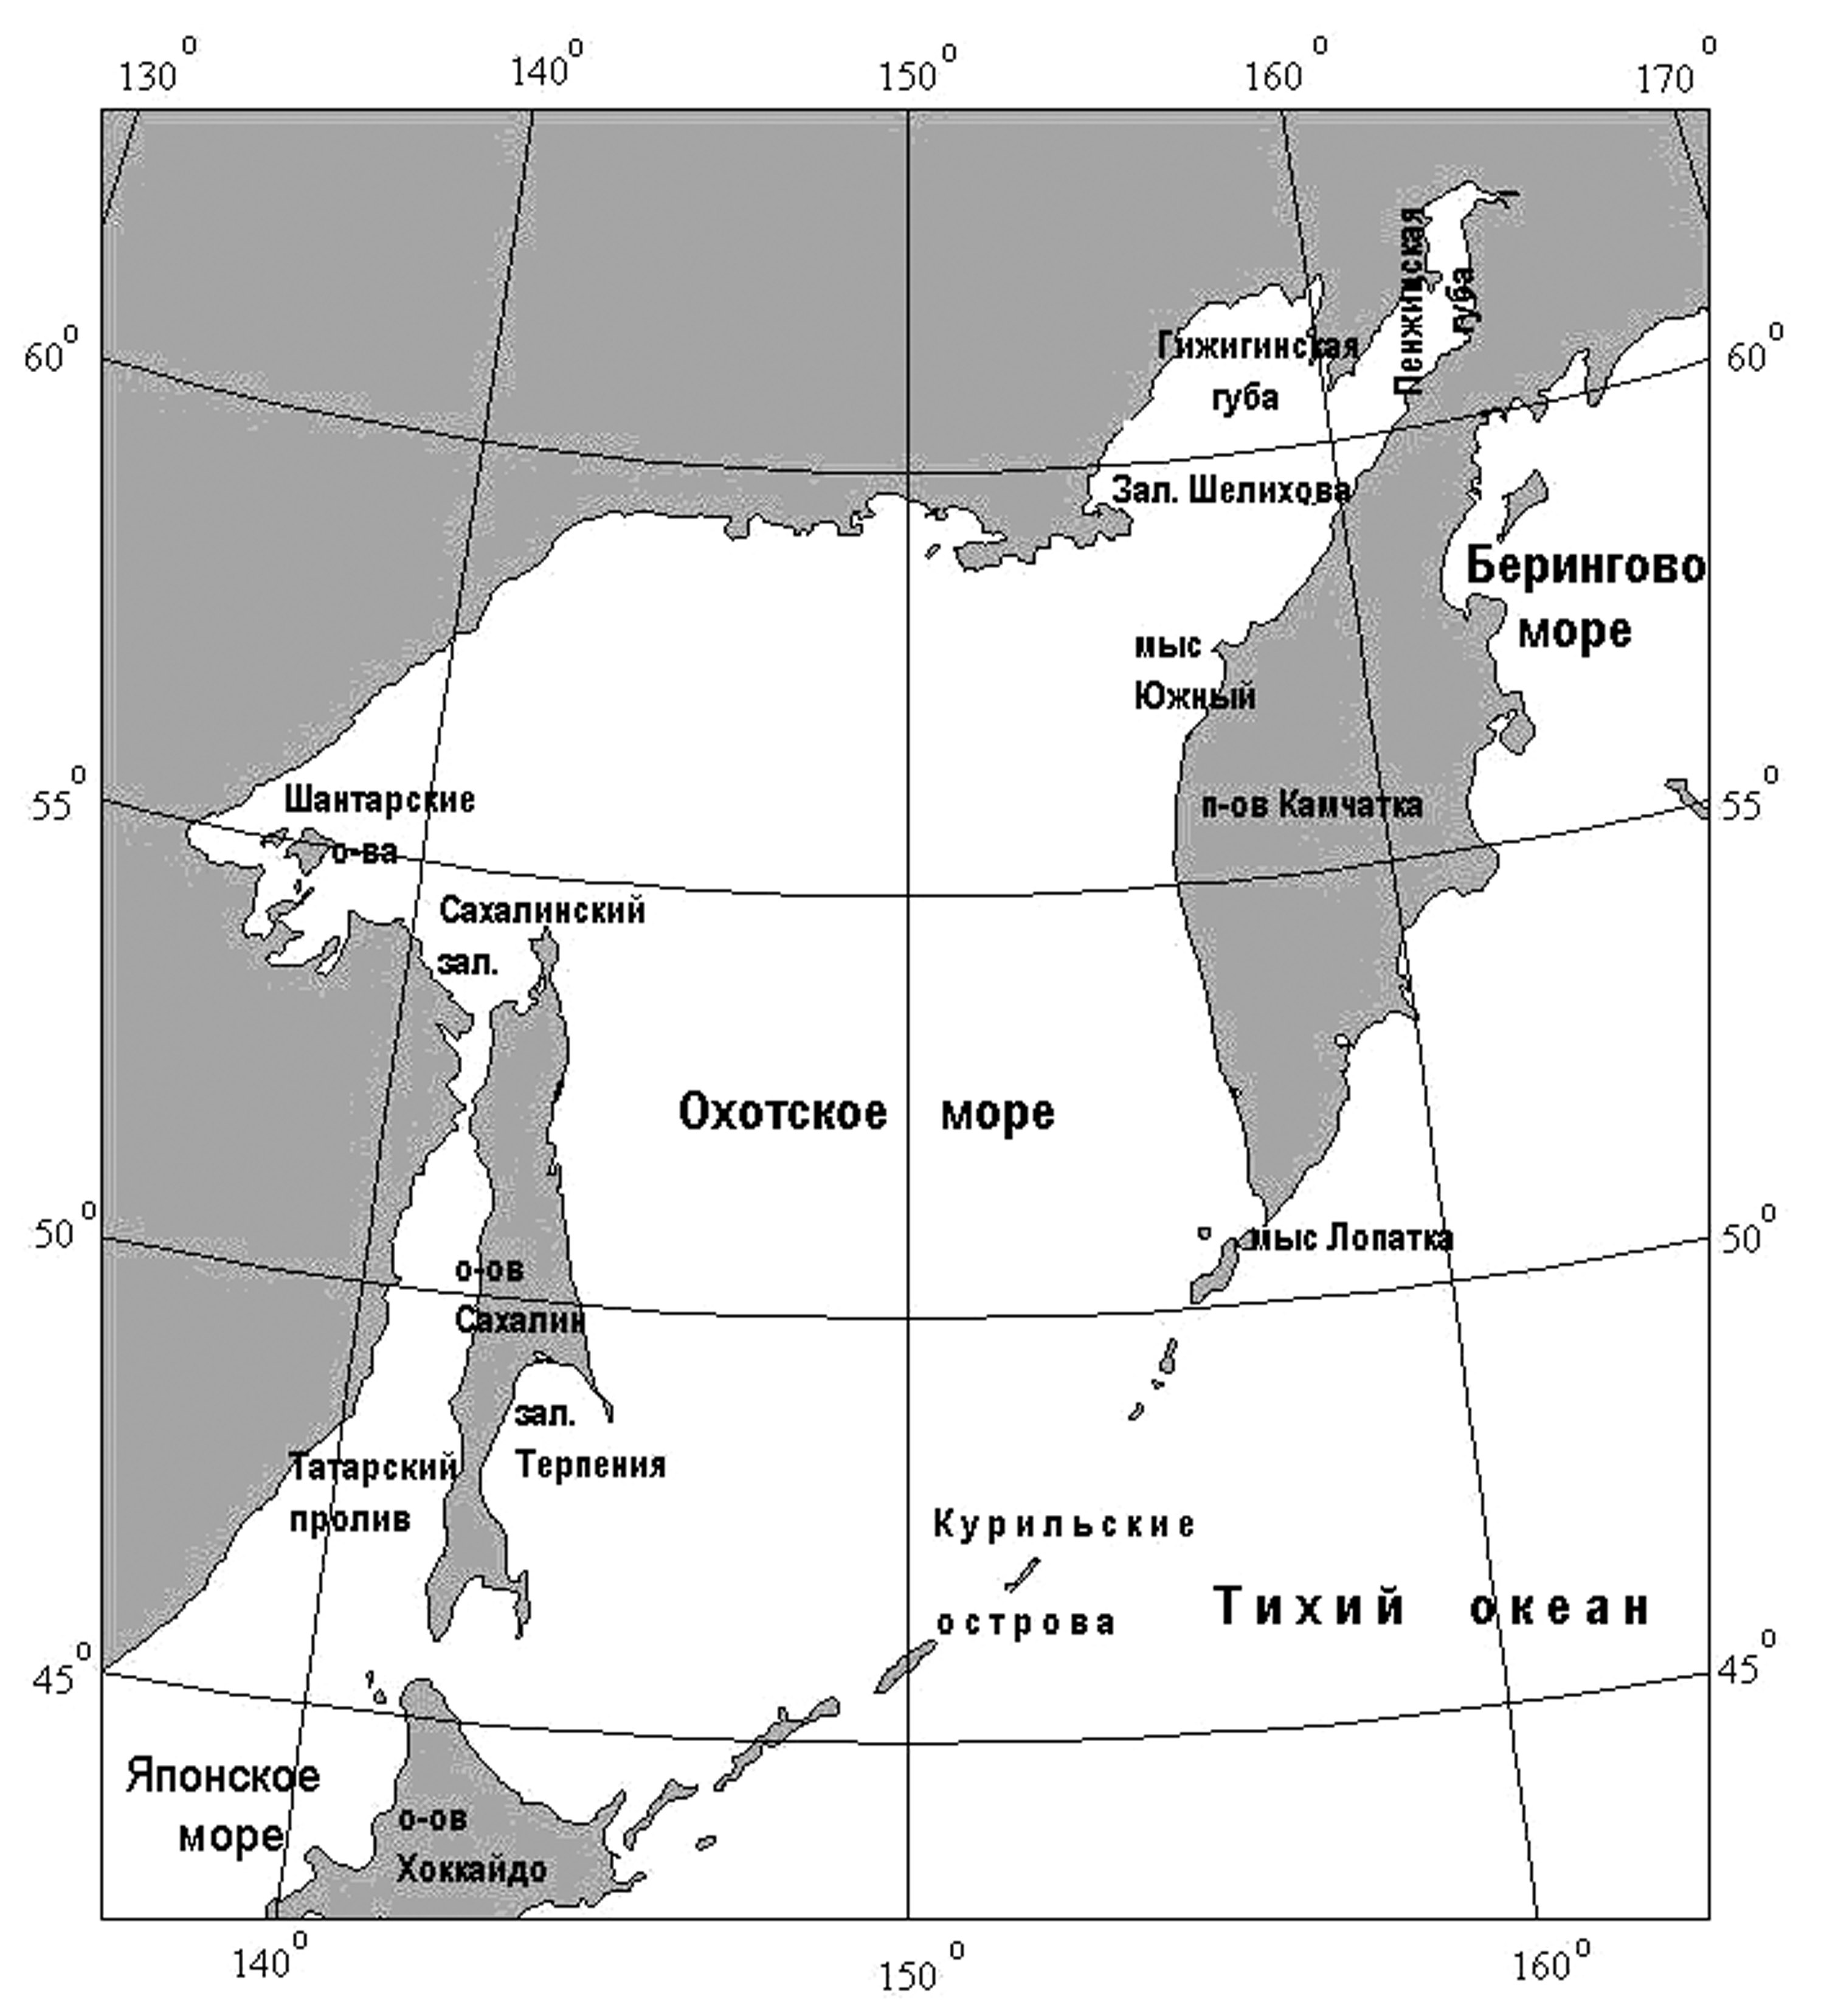 130° 140° 150° 160° 170°
Пенжинская
губа
60° 60°
Гижигинская
губа
Зал. Шелихова
Берингово
море
мыс
Южный
55° 55°
Шантарские
о-ва
п-ов Камчатка
Сахалинский
зал.
Охотское море
50° 50°
мыс Лопатка
о-ов
Сахалин
зал.
Терпения
Татарский
пролив
Курильские
острова
Тихий океан
45° 45°
Японское
море
о-ов
Хоккайдо
140° 150° 160°